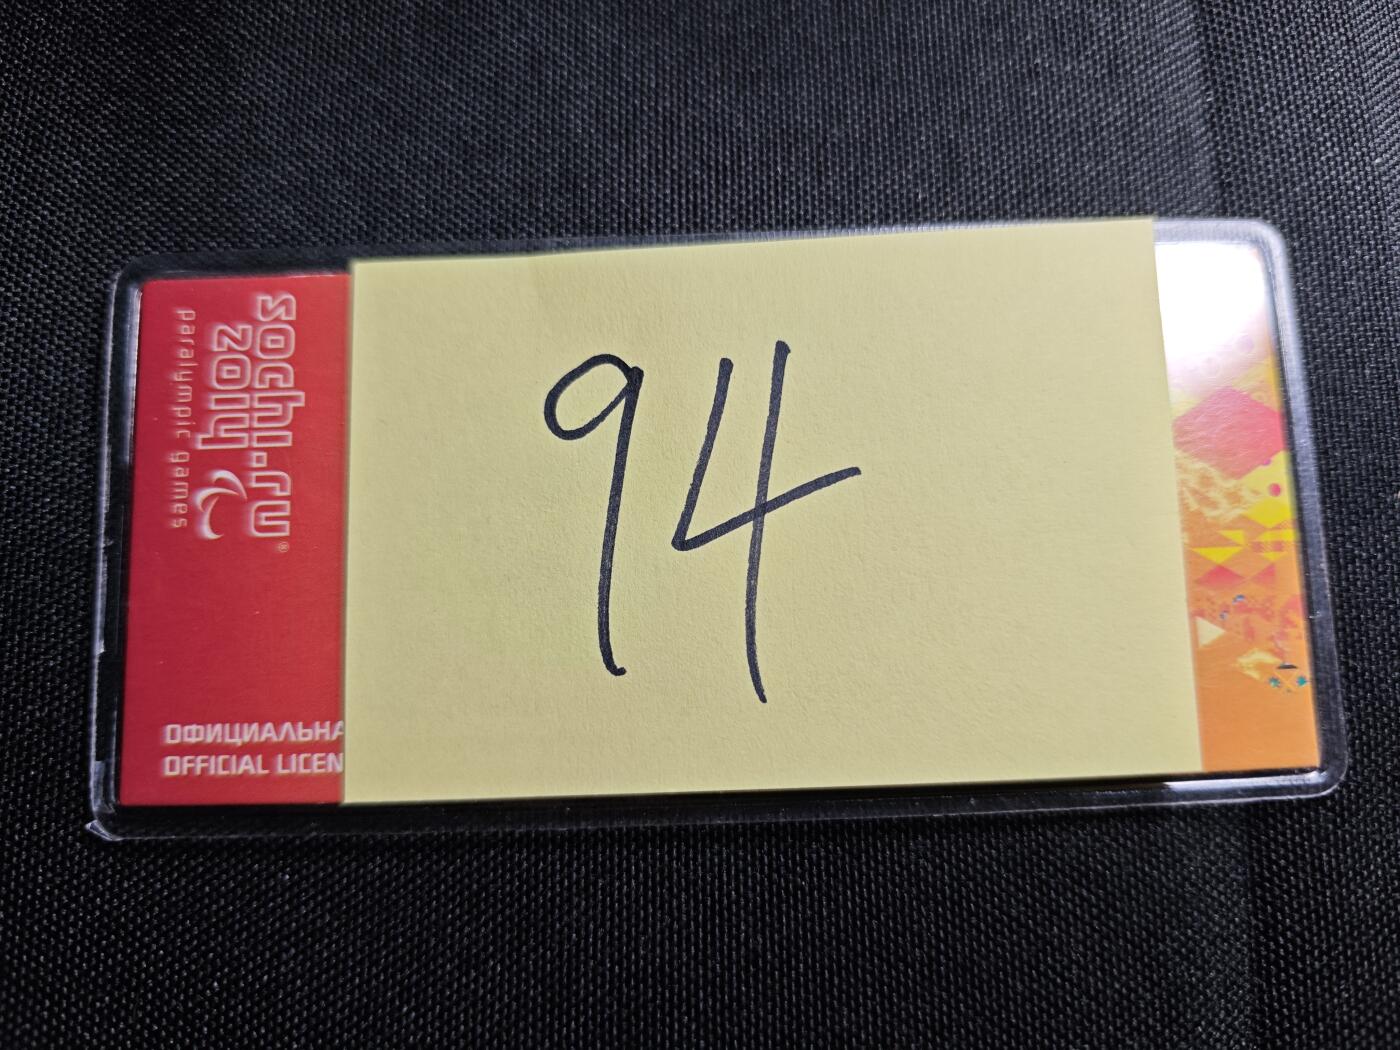 sochi.ru®
2014
paralympic games
94
ОФИЦИАЛЬНА
OFFICIAL LICEN